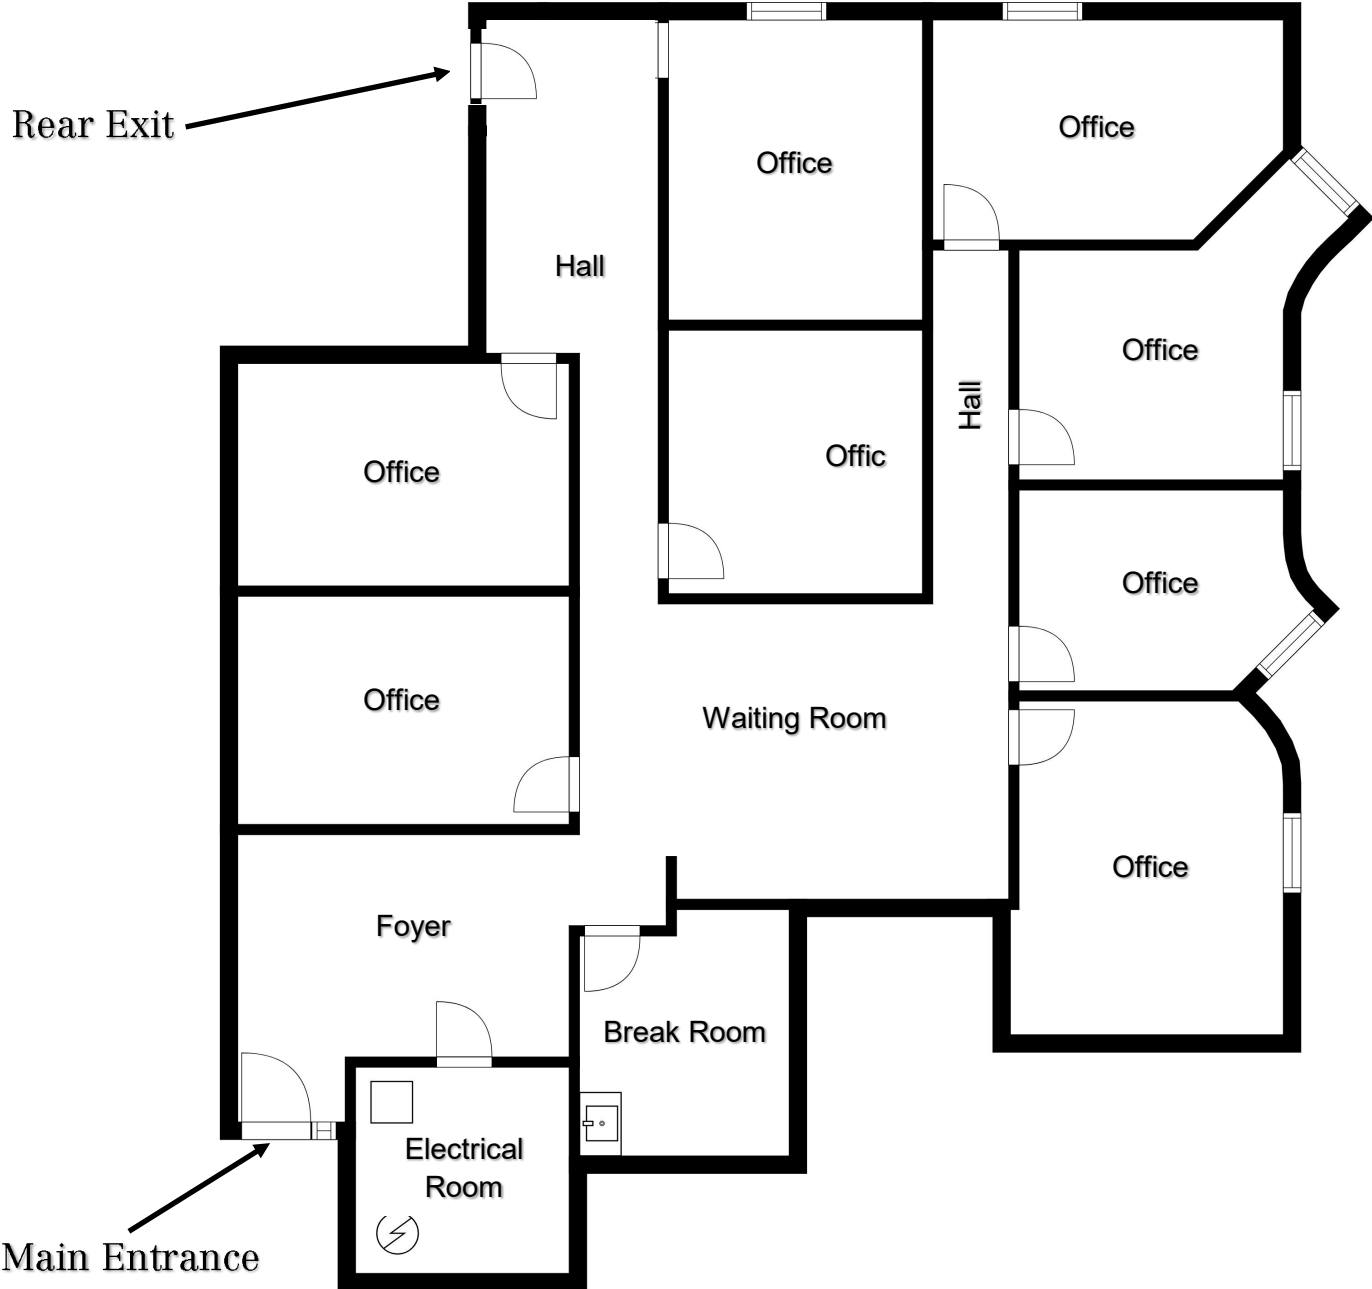 Rear Exit
Office
Office
Hall
Office
Hall
Offic
Office
Office
Office
Waiting Room
Office
Foyer
Break Room
Electrical
Room
Main Entrance